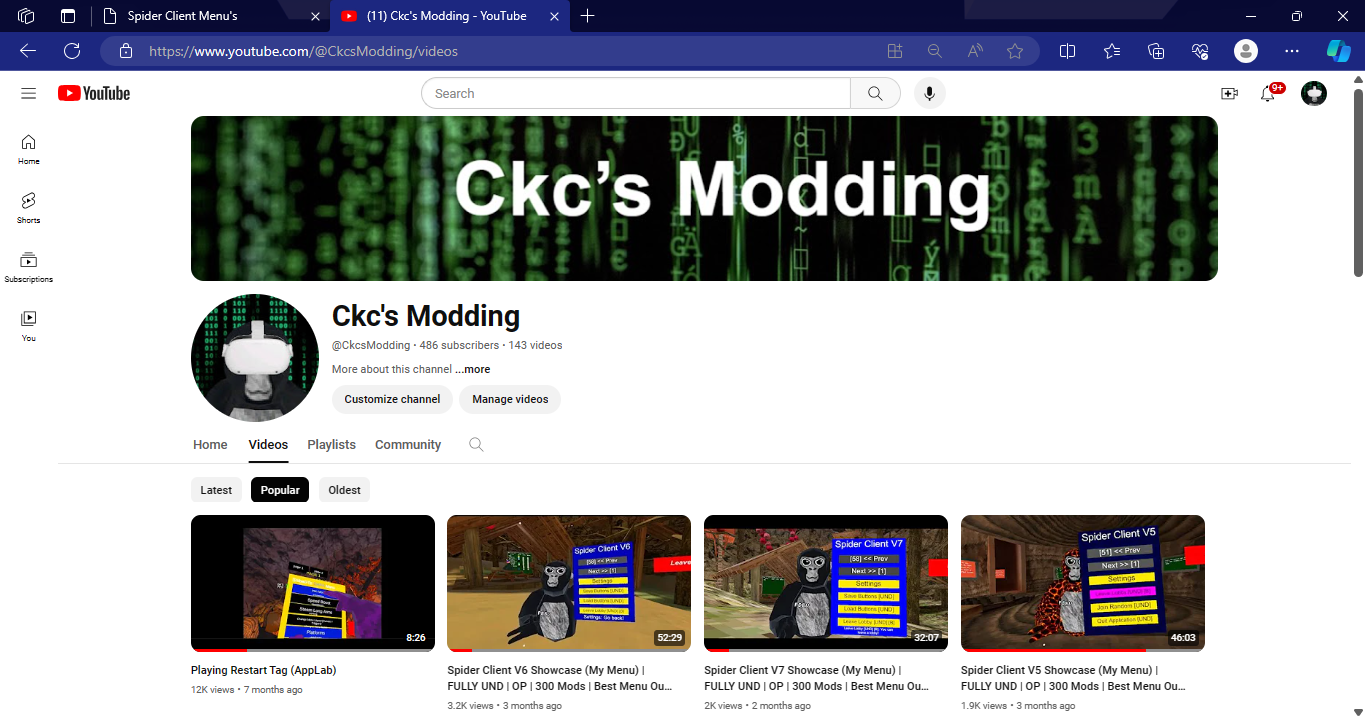 Spider Client Menu's
(11) Ckc's Modding - YouTube
https://www.youtube.com/@CkcsModding/videos
YouTube
Search
9+
Home
Shorts
Subscriptions
You
Ckc's Modding
Ckc's Modding
@CkcsModding • 486 subscribers • 143 videos
More about this channel ...more
Customize channel
Manage videos
Home
Videos
Playlists
Community
Latest
Popular
Oldest
Platforms
8:26
Spider Client V6
[58] << Prev
Next >> [1]
Settings
Save Buttons [UND]
Load Buttons [UND]
Settings: Go back!
Leave
52:29
Spider Client V7
[58] << Prev
Next >> [1]
Settings
Save Buttons [UND]
Load Buttons [UND]
32:07
Spider Client V5
[51] << Prev
Next >> [1]
Settings
Join Random [UND]
Quit Application [UND]
46:03
Playing Restart Tag (AppLab)
12K views • 7 months ago
Spider Client V6 Showcase (My Menu) |
FULLY UND | OP | 300 Mods | Best Menu Ou...
3.2K views • 3 months ago
Spider Client V7 Showcase (My Menu) |
FULLY UND | OP | 300 Mods | Best Menu Ou...
2K views • 2 months ago
Spider Client V5 Showcase (My Menu) |
FULLY UND | OP | 300 Mods | Best Menu Ou...
1.9K views • 3 months ago